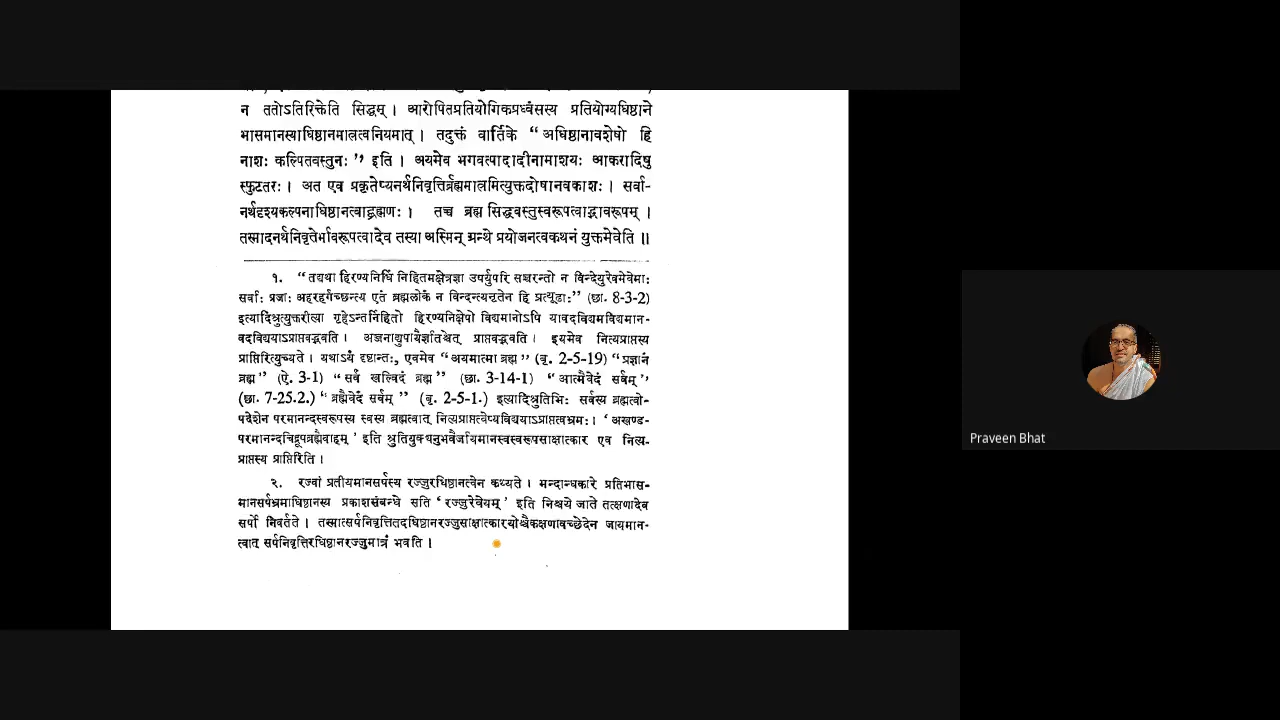 न ततोऽतिरिक्तेति सिद्धम् । आरोपितप्रतियोगिकप्रध्वंसस्य प्रतियोग्यधिष्ठाने
भासमानस्याधिष्ठानमात्रत्वनियमात् । तदुक्तं वार्तिके “ अधिष्ठानावशेषो हि
नाशः कल्पितवस्तुनः ” इति । अयमेव भगवत्पादादीनामाशयः आकरादिषु
स्फुटतरः । अत एव प्रकृतेप्यनर्थनिवृत्तिर्ब्रह्ममात्रमित्युक्तदोषानवकाशः । सर्वा-
नर्थदृश्यकल्पनाधिष्ठानत्वाद्ब्रह्मणः । तच्च ब्रह्म सिद्धवस्तुस्वरूपत्वाद्भावरूपम् ।
तस्मादनर्थनिवृत्तेर्भावरूपत्वादेव तस्या अस्मिन् ग्रन्थे प्रयोजनत्वकथनं युक्तमेवेति ॥
१. “ तद्यथा हिरण्यनिधिं निहितमक्षेत्रज्ञा उपर्युपरि सञ्चरन्तो न विन्देयुरेवमेवेमाः
सर्वाः प्रजाः अहरहर्गच्छन्त्य एतं ब्रह्मलोकं न विन्दन्त्यनृतेन हि प्रत्यूढाः ” (छा. 8-3-2)
इत्यादिश्रुत्युक्तरीत्या गृहेऽन्तर्निहितो हिरण्यनिक्षेपो विद्यमानोऽपि यावदविद्यमविद्यमान-
वदविद्ययाऽप्राप्तवद्भवति । अञ्जनाद्युपायैर्ज्ञातश्चेत् प्राप्तवद्भवति । इयमेव नित्यप्राप्तस्य
प्राप्तिरित्युच्यते । यथाऽयं दृष्टान्तः, एवमेव “ अयमात्मा ब्रह्म ” (बृ. 2-5-19) “ प्रज्ञानं
ब्रह्म ” (ऐ. 3-1) “ सर्वं खल्विदं ब्रह्म ” (छा. 3-14-1) “ आत्मैवेदं सर्वम् ”
(छा. 7-25.2.) “ ब्रह्मैवेदं सर्वम् ” (बृ. 2-5-1.) इत्यादिश्रुतिभिः सर्वस्य ब्रह्मत्वो-
पदेशेन परमानन्दस्वरूपस्य स्वस्य ब्रह्मत्वात् नित्यप्राप्तत्वेप्यविद्ययाऽप्राप्तत्वभ्रमः । ‘ अखण्ड-
परमानन्दचिद्रूपब्रह्मैवाहम् ’ इति श्रुतियुक्त्यनुभवैर्जायमानस्वस्वरूपसाक्षात्कार एव नित्य-
प्राप्तस्य प्राप्तिरिति ।
२. रज्वां प्रतीयमानसर्पस्य रज्जुरधिष्ठानत्वेन कथ्यते । मन्दान्धकारे प्रतिभास-
मानसर्पभ्रमाधिष्ठानस्य प्रकाशसंबन्धे सति ‘ रज्जुरेवेयम् ’ इति निश्चये जाते तत्क्षणादेव
सर्पो निवर्तते । तस्मात्सर्पनिवृत्तितदधिष्ठानरज्जुसाक्षात्कारयोश्चैकक्षणावच्छेदेन जायमान-
त्वात् सर्पनिवृत्तिरधिष्ठानरज्जुमात्रं भवति ।
Praveen Bhat